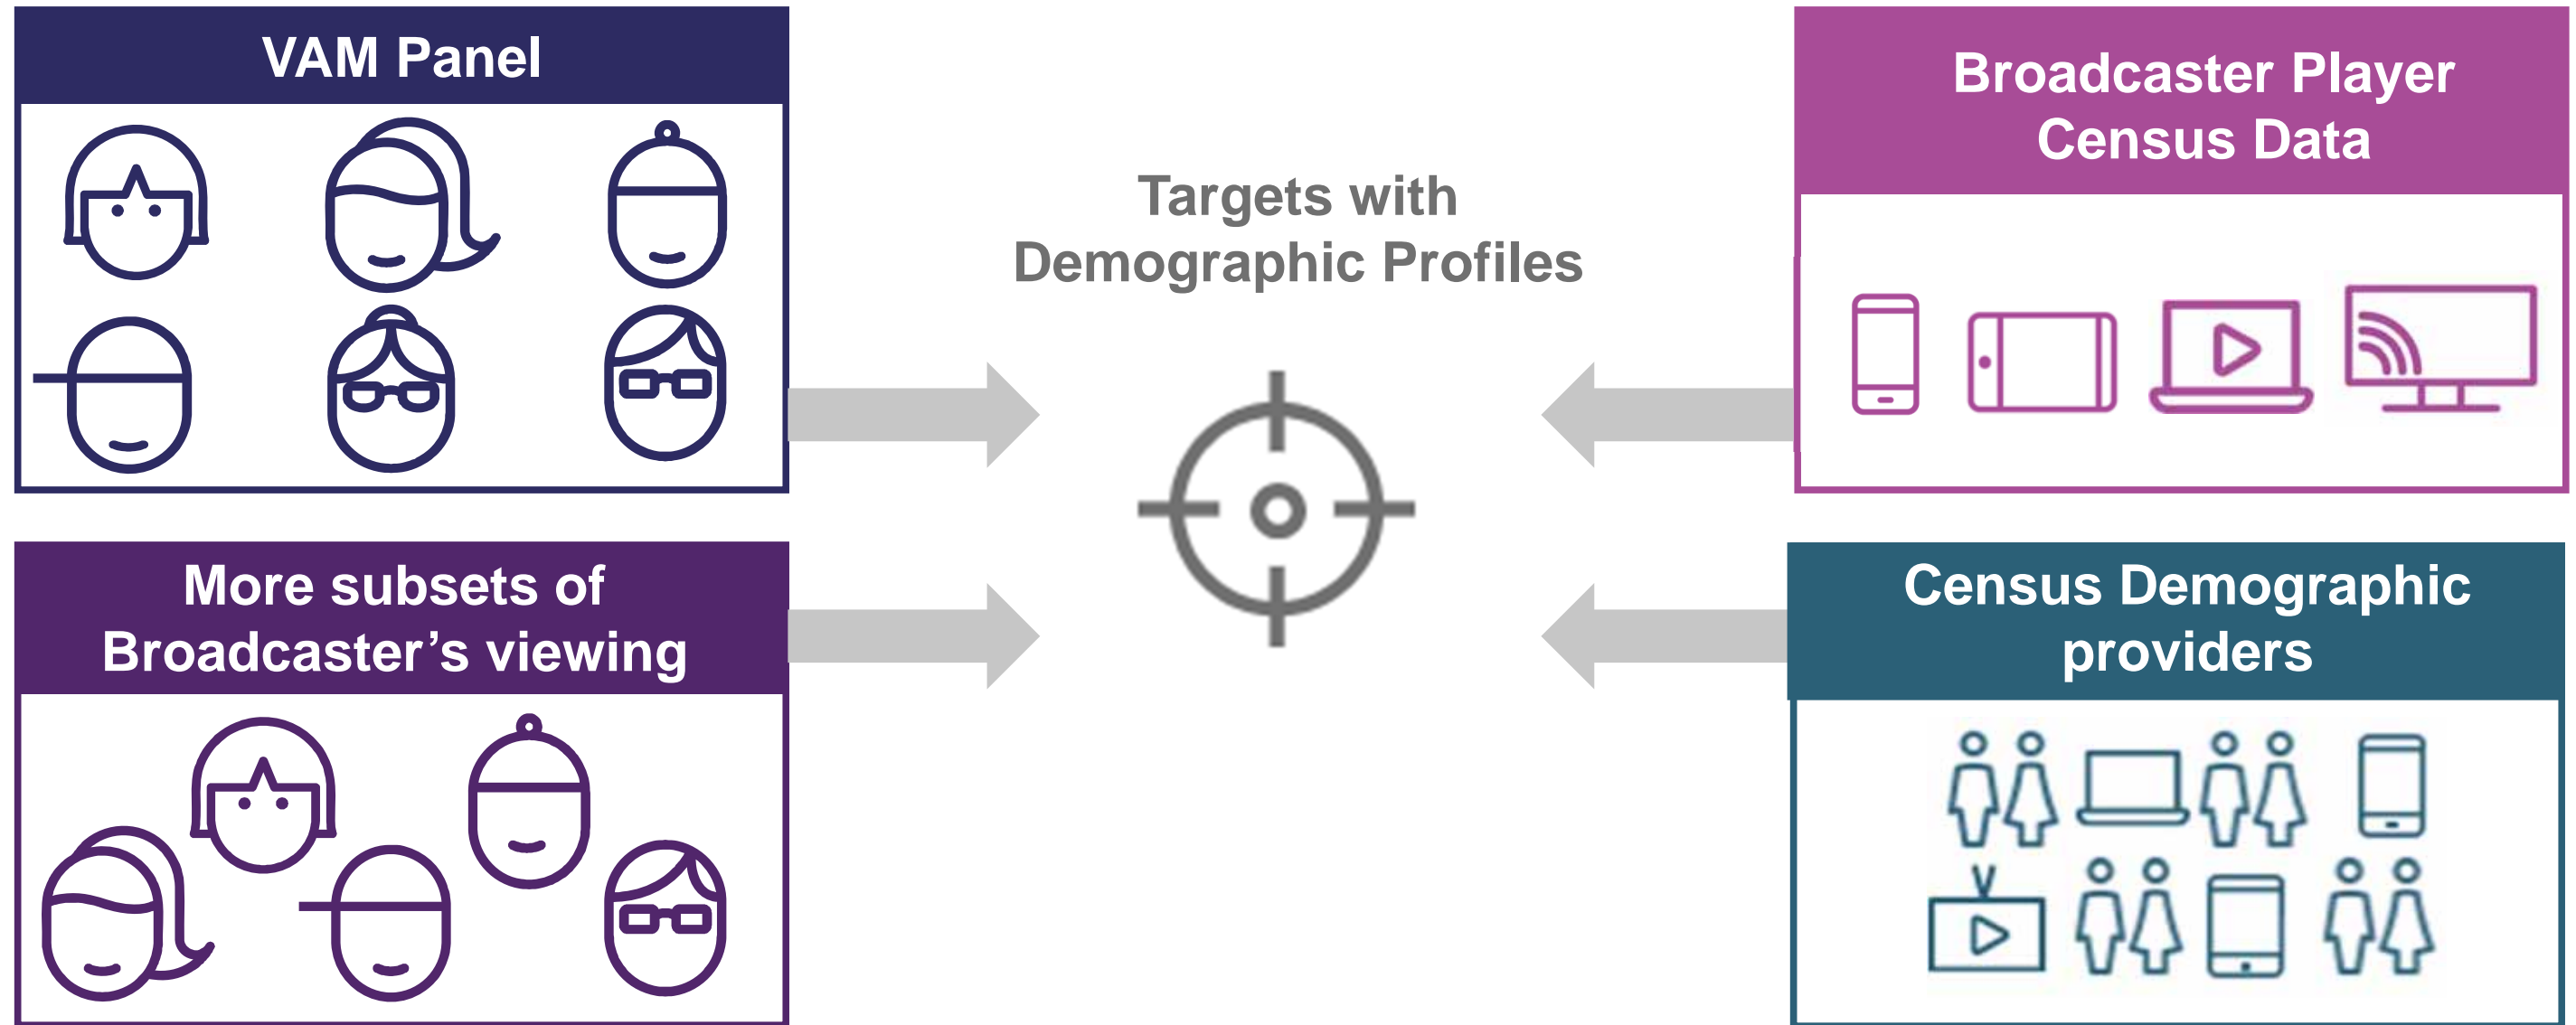 VAM Panel
Targets with
Demographic Profiles
Broadcaster Player
Census Data
More subsets of
Broadcaster’s viewing
Census Demographic
providers